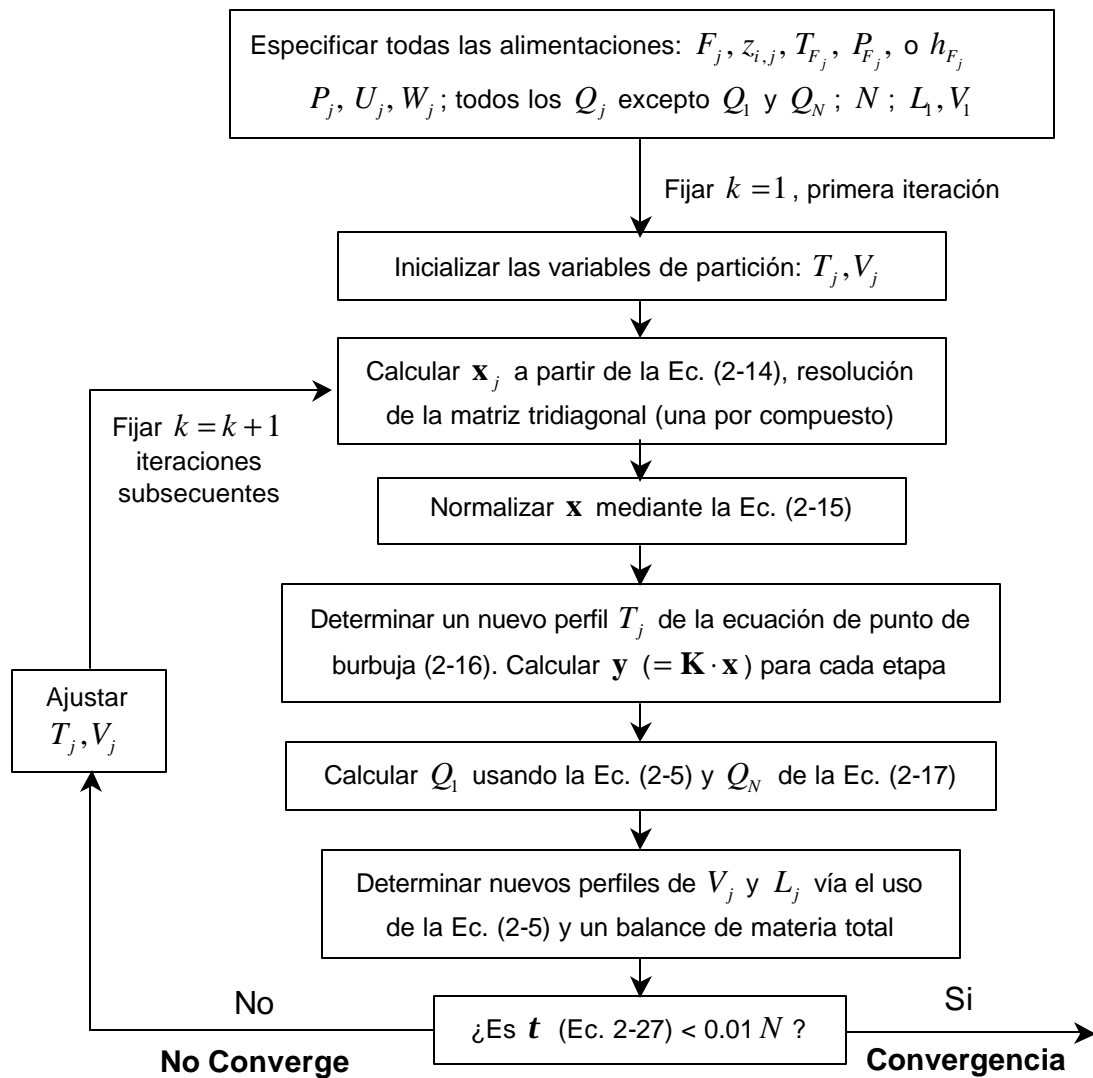 Especificar todas las alimentaciones: F_j, z_{i,j}, T_{F_j}, P_{F_j}, o h_{F_j}
P_j, U_j, W_j; todos los Q_j excepto Q_1 y Q_N; N; L_1, V_1
Fijar k = 1, primera iteración
Inicializar las variables de partición: T_j, V_j
Calcular x_j a partir de la Ec. (2-14), resolución
de la matriz tridiagonal (una por compuesto)
Fijar k = k + 1
iteraciones
subsecuentes
Normalizar x mediante la Ec. (2-15)
Determinar un nuevo perfil T_j de la ecuación de punto de
burbuja (2-16). Calcular y (= K · x) para cada etapa
Ajustar
T_j, V_j
Calcular Q_1 usando la Ec. (2-5) y Q_N de la Ec. (2-17)
Determinar nuevos perfiles de V_j y L_j vía el uso
de la Ec. (2-5) y un balance de materia total
No
¿Es t (Ec. 2-27) < 0.01 N ?
Si
No Converge
Convergencia